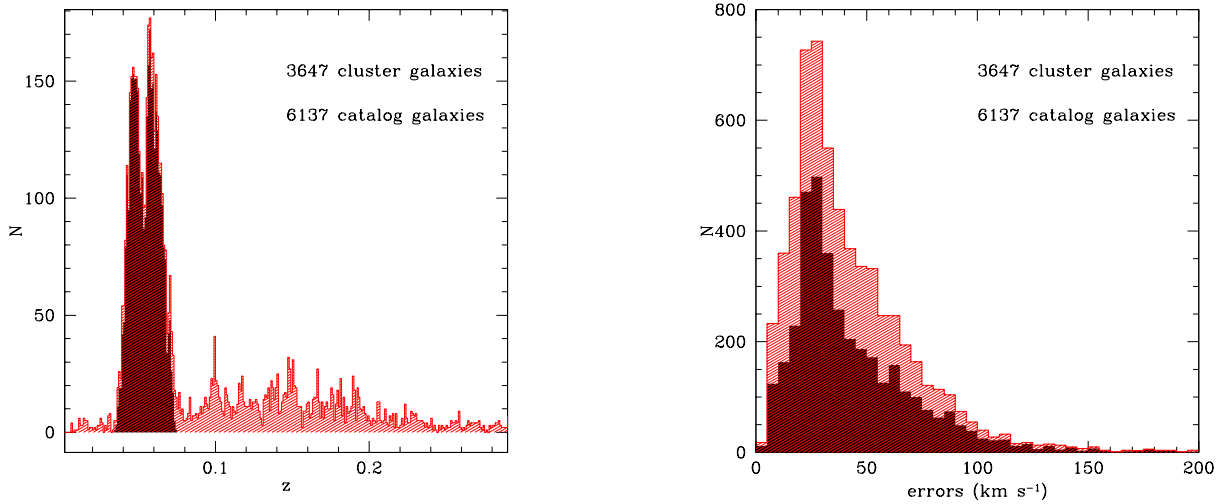 150
100
50
0
N
3647 cluster galaxies
6137 catalog galaxies
0.1
0.2
z
800
600
400
200
0
N
3647 cluster galaxies
6137 catalog galaxies
0
50
100
150
200
errors (km s⁻¹)